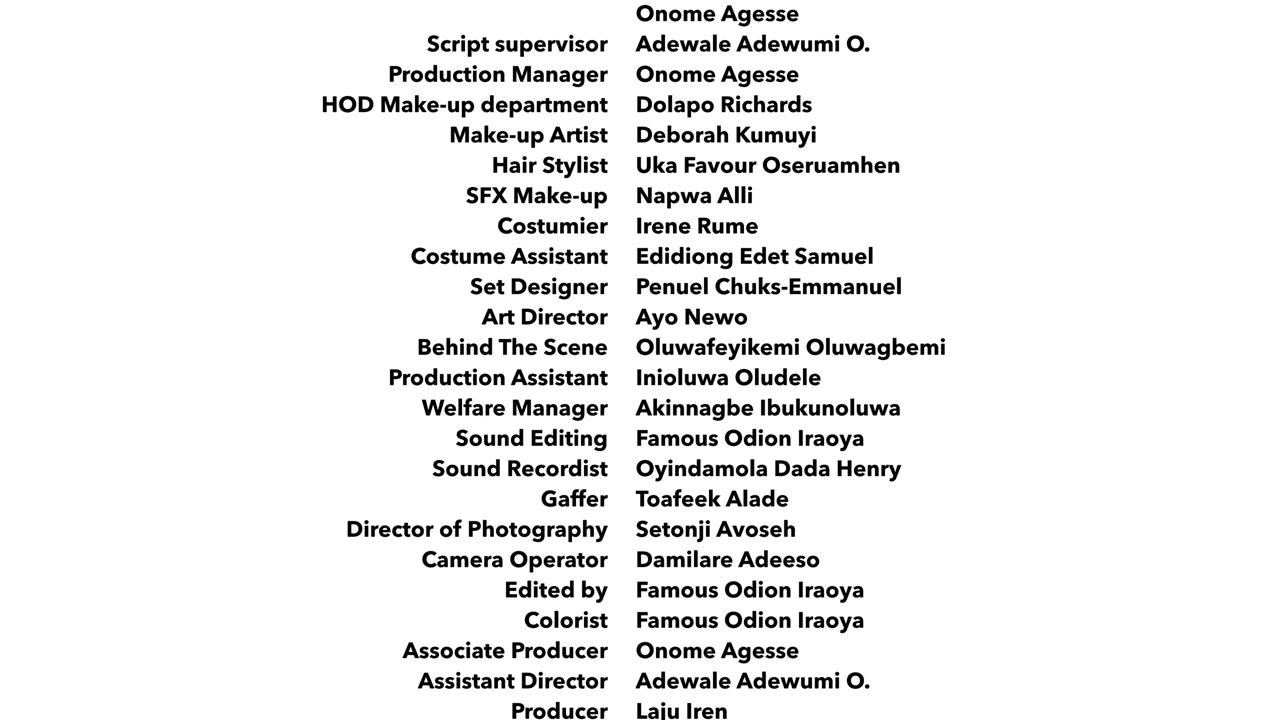 Onome Agesse
Script supervisor Adewale Adewumi O.
Production Manager Onome Agesse
HOD Make-up department Dolapo Richards
Make-up Artist Deborah Kumuyi
Hair Stylist Uka Favour Oseruamhen
SFX Make-up Napwa Alli
Costumier Irene Rume
Costume Assistant Edidiong Edet Samuel
Set Designer Penuel Chuks-Emmanuel
Art Director Ayo Newo
Behind The Scene Oluwafeyikemi Oluwagbemi
Production Assistant Inioluwa Oludele
Welfare Manager Akinnagbe Ibukunoluwa
Sound Editing Famous Odion Iraoya
Sound Recordist Oyindamola Dada Henry
Gaffer Toafeek Alade
Director of Photography Setonji Avoseh
Camera Operator Damilare Adeeso
Edited by Famous Odion Iraoya
Colorist Famous Odion Iraoya
Associate Producer Onome Agesse
Assistant Director Adewale Adewumi O.
Producer Laju Iren